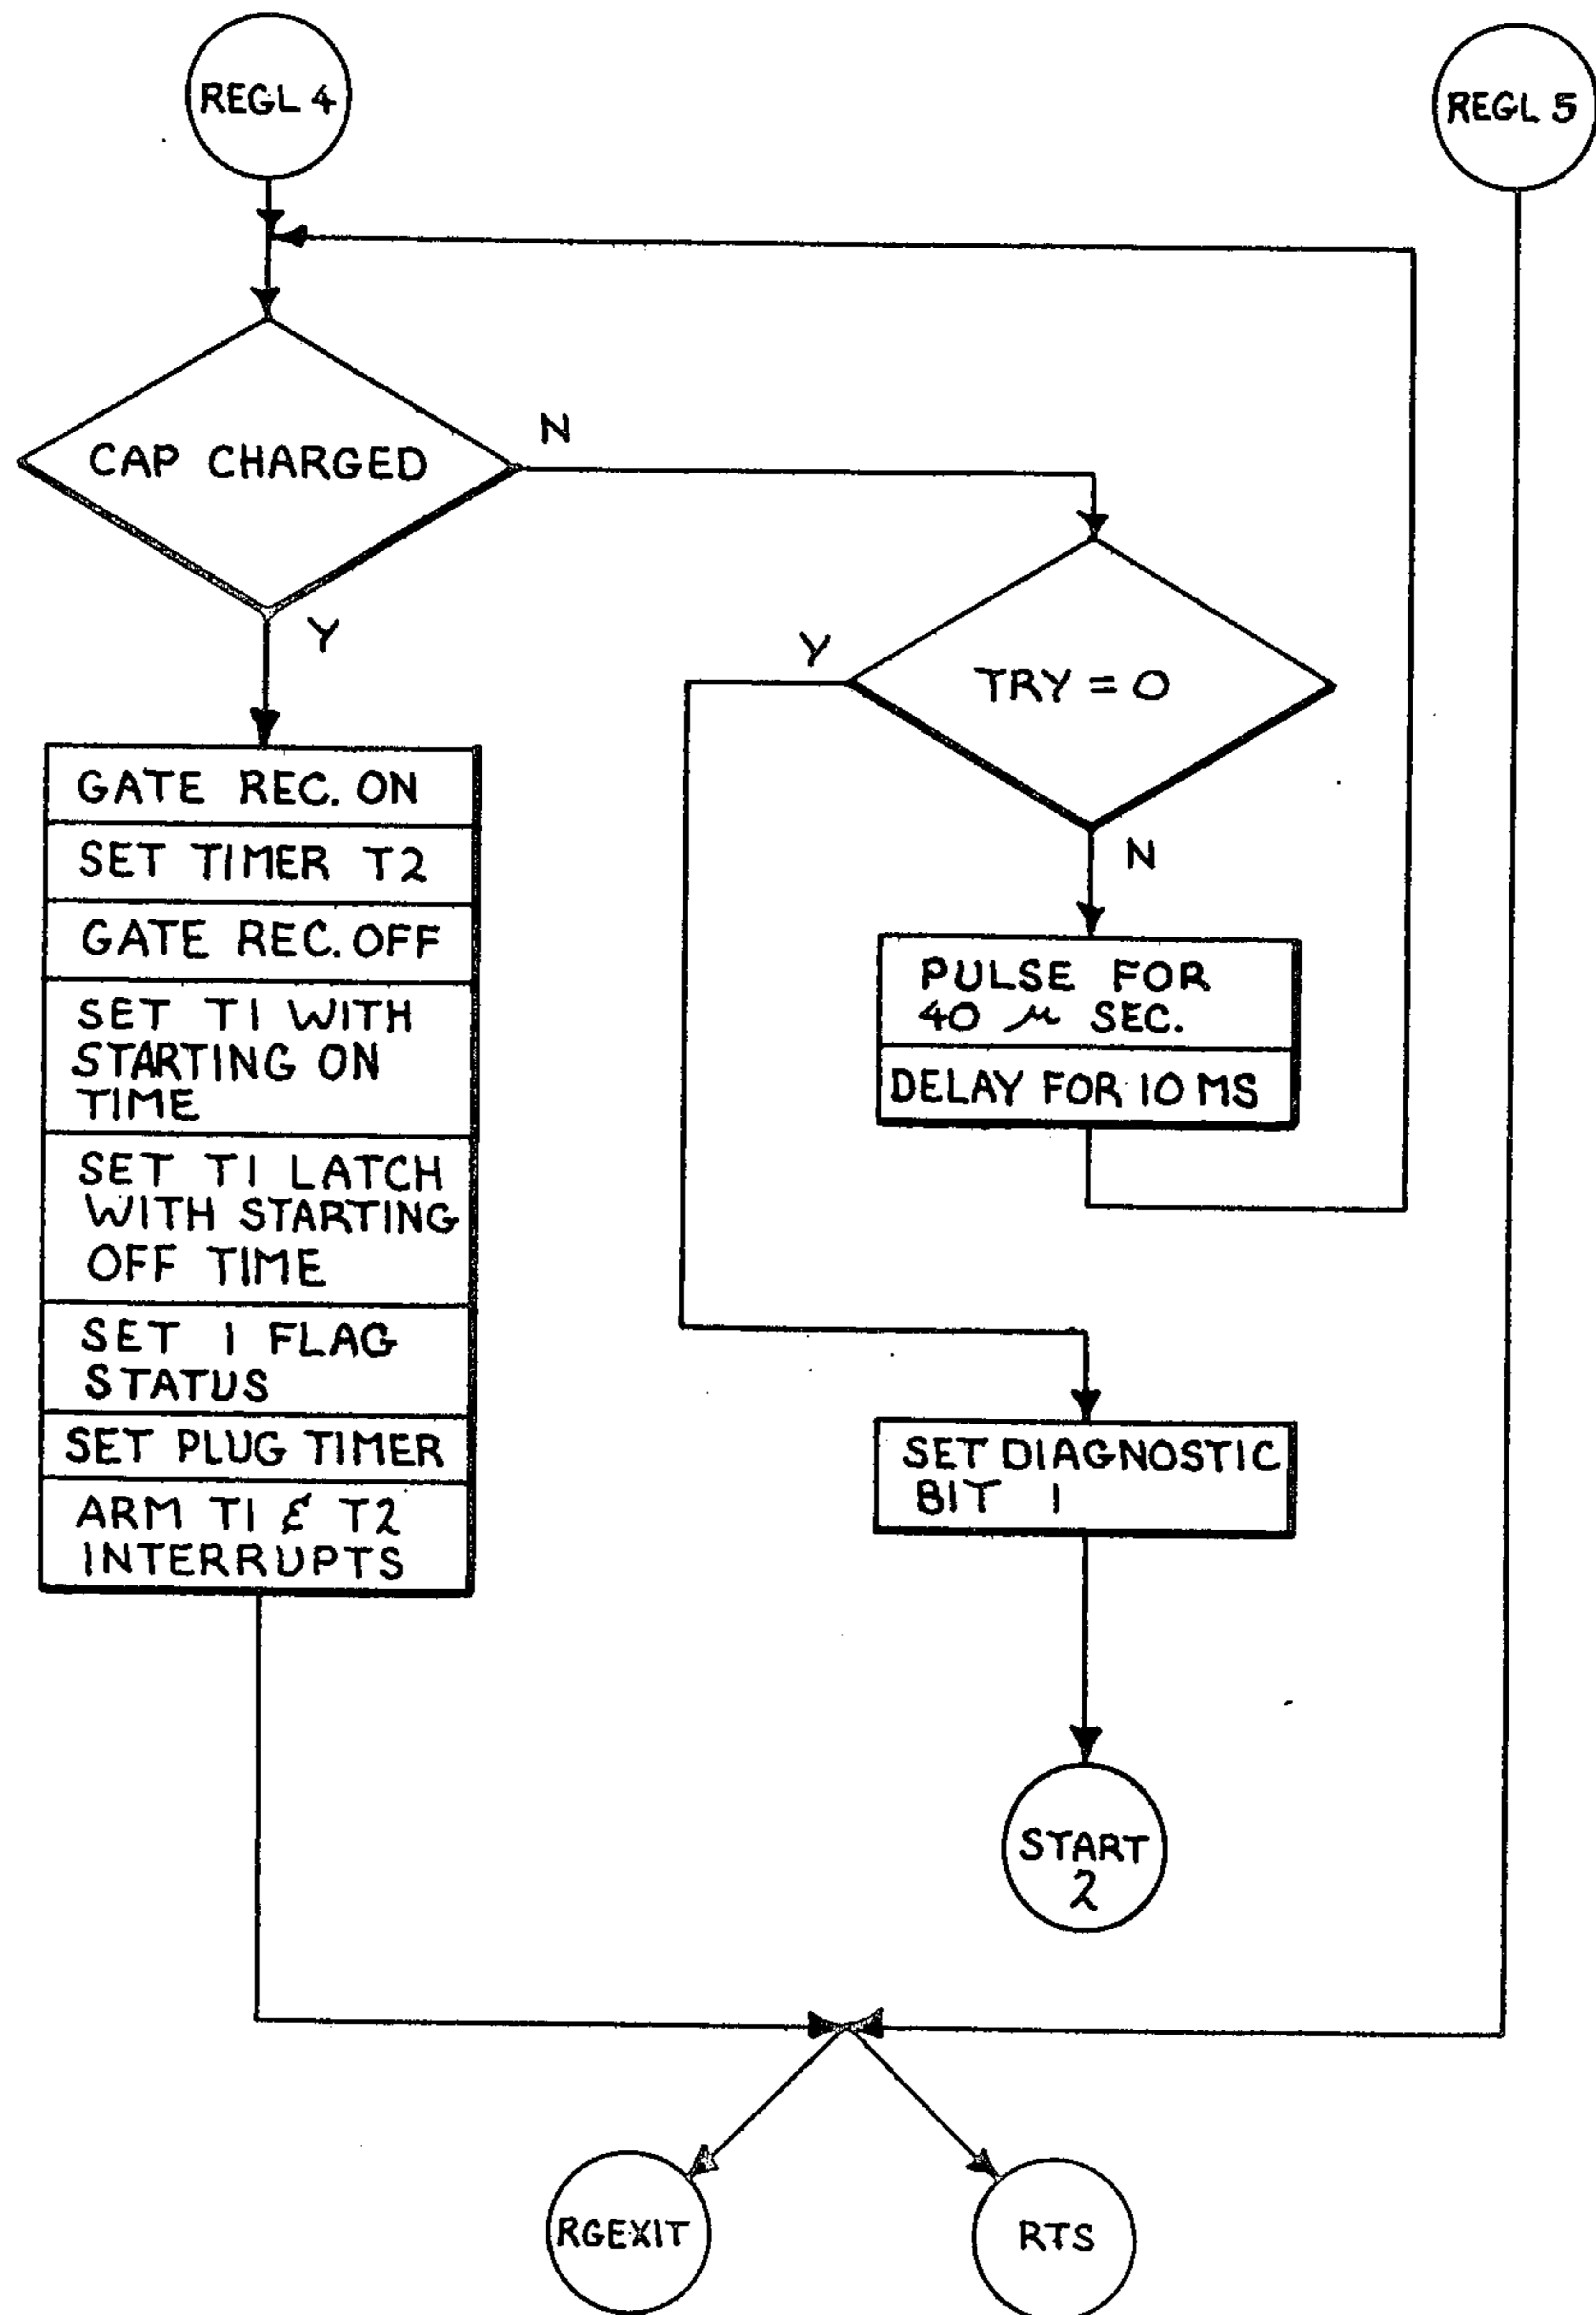 REGL 4
REGL 5
CAP CHARGED
N
Y
TRY = 0
Y
N
GATE REC. ON
SET TIMER T2
GATE REC. OFF
SET T1 WITH
STARTING ON
TIME
SET T1 LATCH
WITH STARTING
OFF TIME
SET 1 FLAG
STATUS
SET PLUG TIMER
ARM T1 & T2
INTERRUPTS
PULSE FOR
40 μ SEC.
DELAY FOR 10 MS
SET DIAGNOSTIC
BIT 1
START
2
RGEXIT
RTS